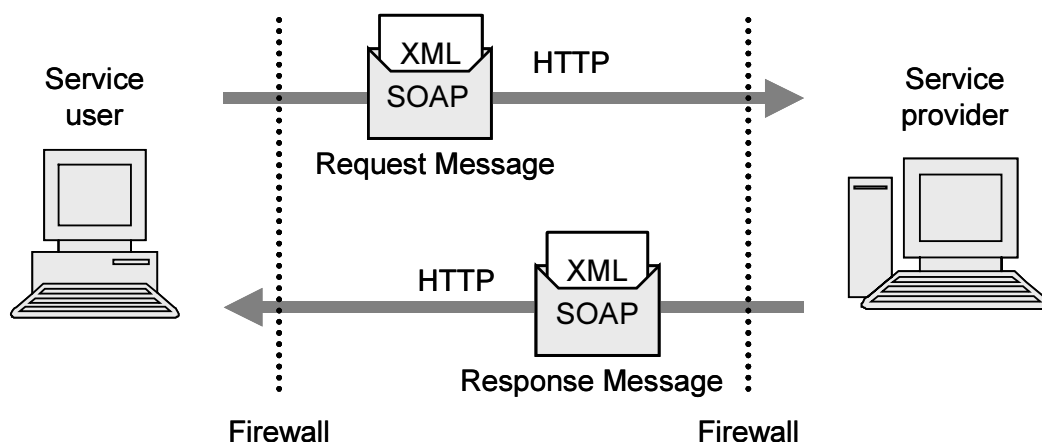 Service
user
XML
SOAP
HTTP
Request Message
Service
provider
HTTP
XML
SOAP
Response Message
Firewall
Firewall